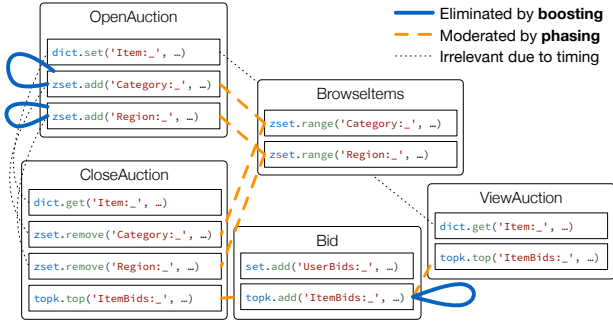 OpenAuction
dict.set('Item:_', …)
zset.add('Category:_', …)
zset.add('Region:_', …)
Eliminated by boosting
Moderated by phasing
Irrelevant due to timing
BrowseItems
zset.range('Category:_', …)
zset.range('Region:_', …)
CloseAuction
dict.get('Item:_', …)
zset.remove('Category:_', …)
zset.remove('Region:_', …)
topk.top('ItemBids:_', …)
Bid
set.add('UserBids:_', …)
topk.add('ItemBids:_', …)
ViewAuction
dict.get('Item:_', …)
topk.top('ItemBids:_', …)